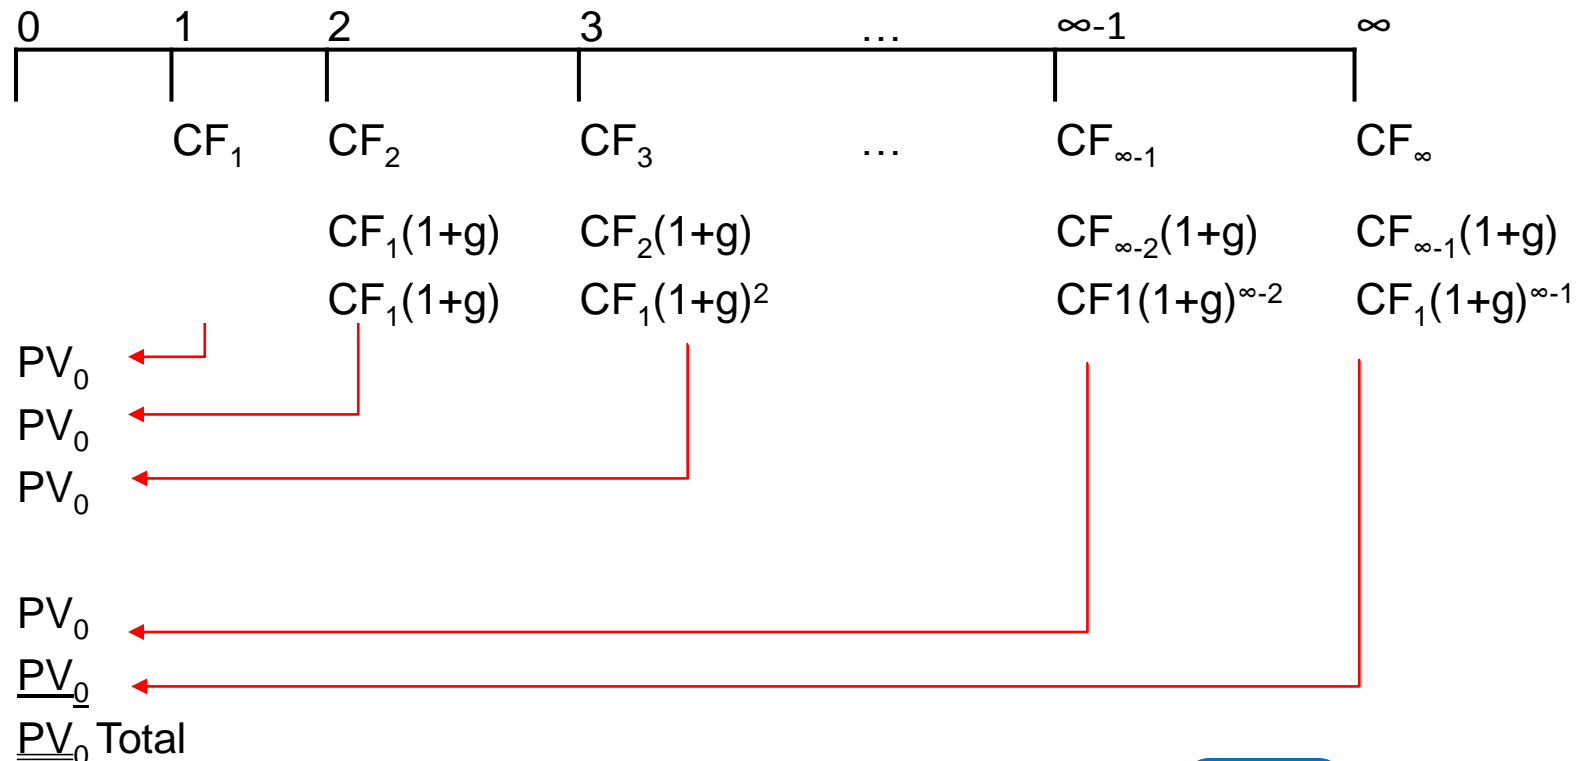 0 1 2 3 … ∞-1 ∞
CF₁ CF₂ CF₃ … CF∞-1 CF∞
CF₁(1+g) CF₂(1+g) CF∞-2(1+g) CF∞-1(1+g)
CF₁(1+g) CF₁(1+g)² CF1(1+g)∞-2 CF₁(1+g)∞-1
PV₀
PV₀
PV₀
PV₀
PV₀
PV₀ Total